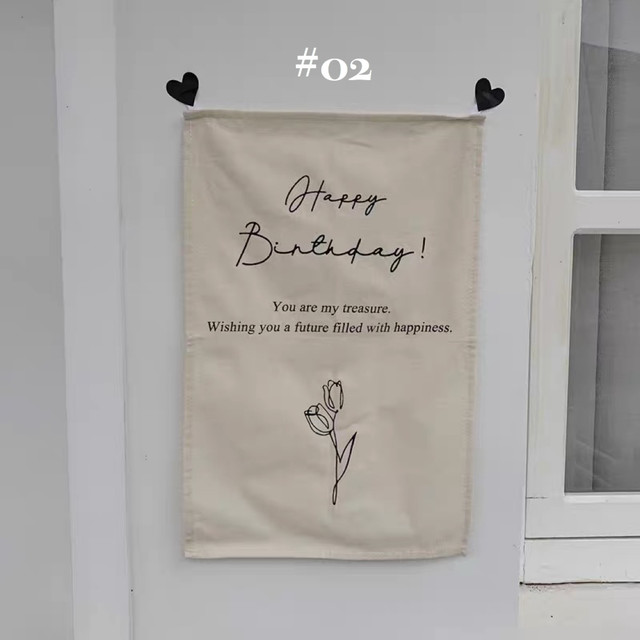 #02
Happy
Birthday!
You are my treasure.
Wishing you a future filled with happiness.